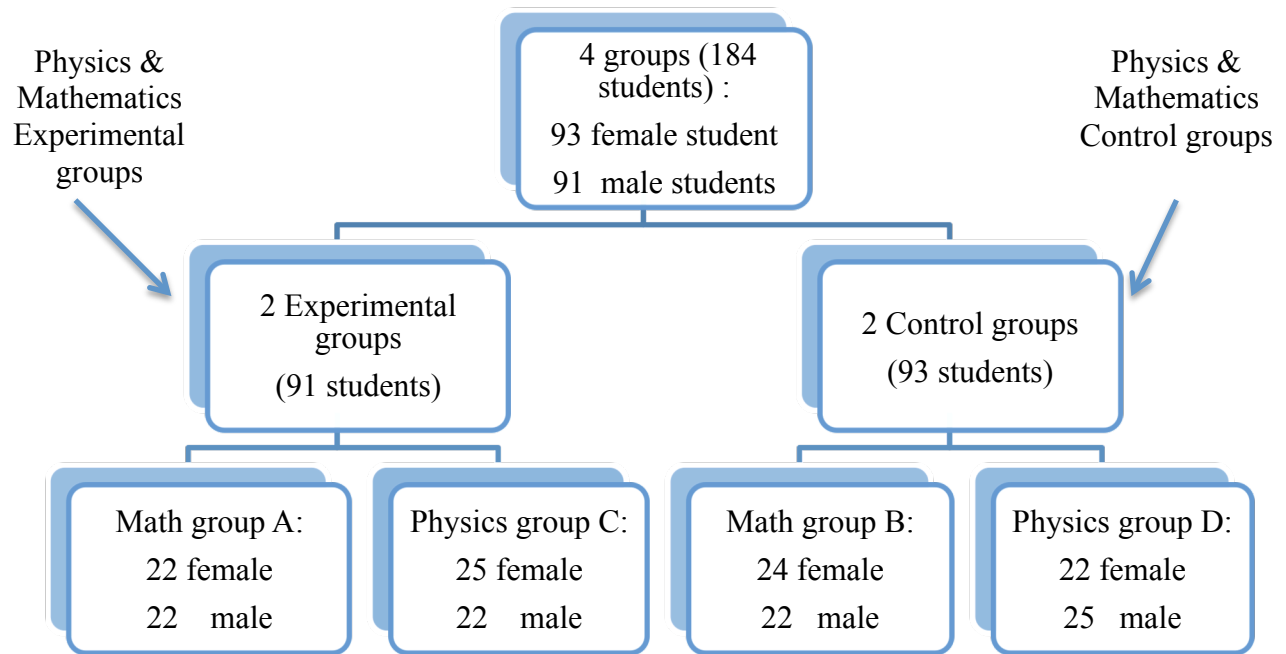 4 groups (184
students) :
93 female student
91 male students
Physics &
Mathematics
Experimental
groups
Physics &
Mathematics
Control groups
2 Experimental
groups
(91 students)
2 Control groups
(93 students)
Math group A:
22 female
22 male
Physics group C:
25 female
22 male
Math group B:
24 female
22 male
Physics group D:
22 female
25 male